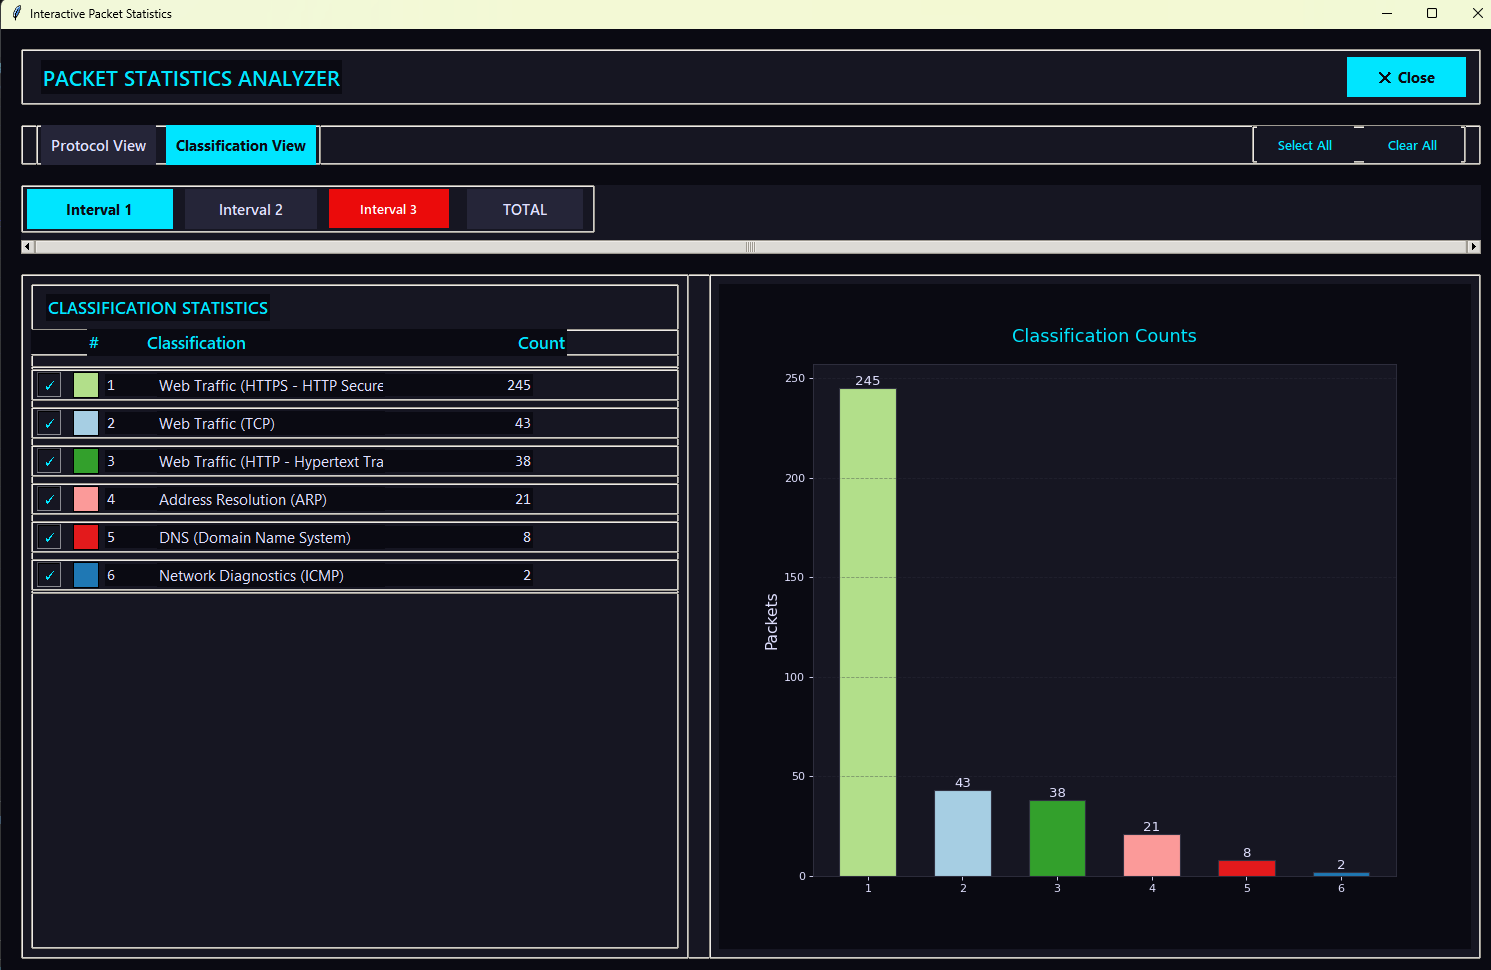 Interactive Packet Statistics
PACKET STATISTICS ANALYZER
✕ Close
Protocol View Classification View Select All Clear All
Interval 1 Interval 2 Interval 3 TOTAL
CLASSIFICATION STATISTICS
# Classification Count
✓ 1 Web Traffic (HTTPS - HTTP Secure 245
✓ 2 Web Traffic (TCP) 43
✓ 3 Web Traffic (HTTP - Hypertext Tra 38
✓ 4 Address Resolution (ARP) 21
✓ 5 DNS (Domain Name System) 8
✓ 6 Network Diagnostics (ICMP) 2
Classification Counts
Packets
250
200
150
100
50
0
245
43
38
21
8
2
1 2 3 4 5 6